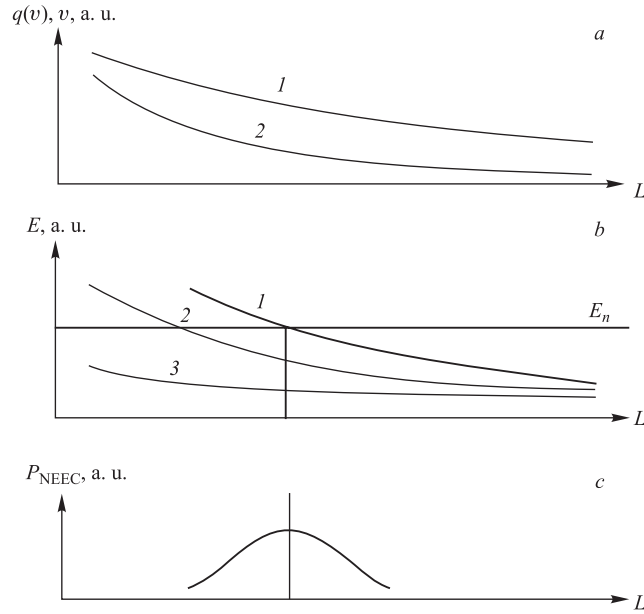 q(υ), υ, a. u.
a
1
2
L
E, a. u.
b
1
2
E_n
3
L
P_NEEC, a. u.
c
L